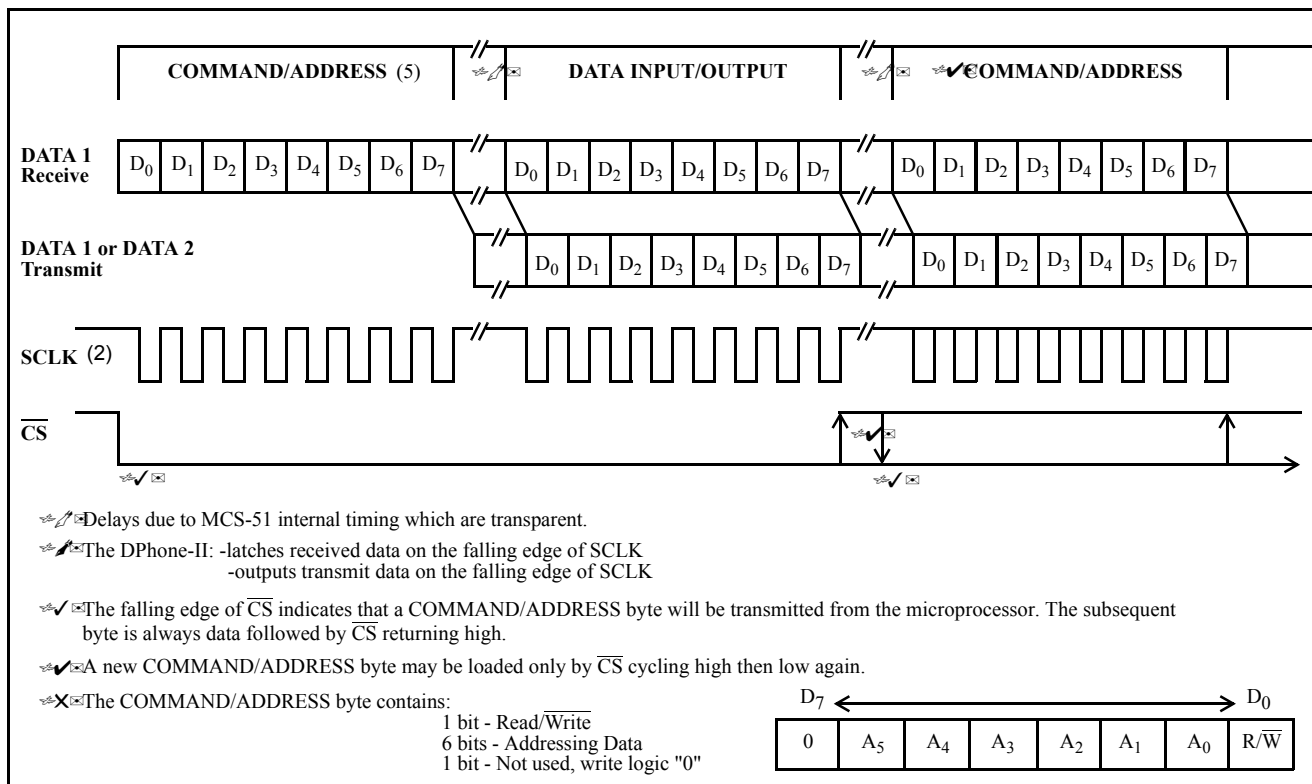 COMMAND/ADDRESS (5) DATA INPUT/OUTPUT COMMAND/ADDRESS
DATA 1
Receive
D0 D1 D2 D3 D4 D5 D6 D7 D0 D1 D2 D3 D4 D5 D6 D7 D0 D1 D2 D3 D4 D5 D6 D7
DATA 1 or DATA 2
Transmit
D0 D1 D2 D3 D4 D5 D6 D7 D0 D1 D2 D3 D4 D5 D6 D7
SCLK (2)
CS
Delays due to MCS-51 internal timing which are transparent.
The DPhone-II: -latches received data on the falling edge of SCLK
-outputs transmit data on the falling edge of SCLK
The falling edge of CS indicates that a COMMAND/ADDRESS byte will be transmitted from the microprocessor. The subsequent
byte is always data followed by CS returning high.
A new COMMAND/ADDRESS byte may be loaded only by CS cycling high then low again.
The COMMAND/ADDRESS byte contains:
1 bit - Read/Write
6 bits - Addressing Data
1 bit - Not used, write logic "0"
D7 D0
0 A5 A4 A3 A2 A1 A0 R/W